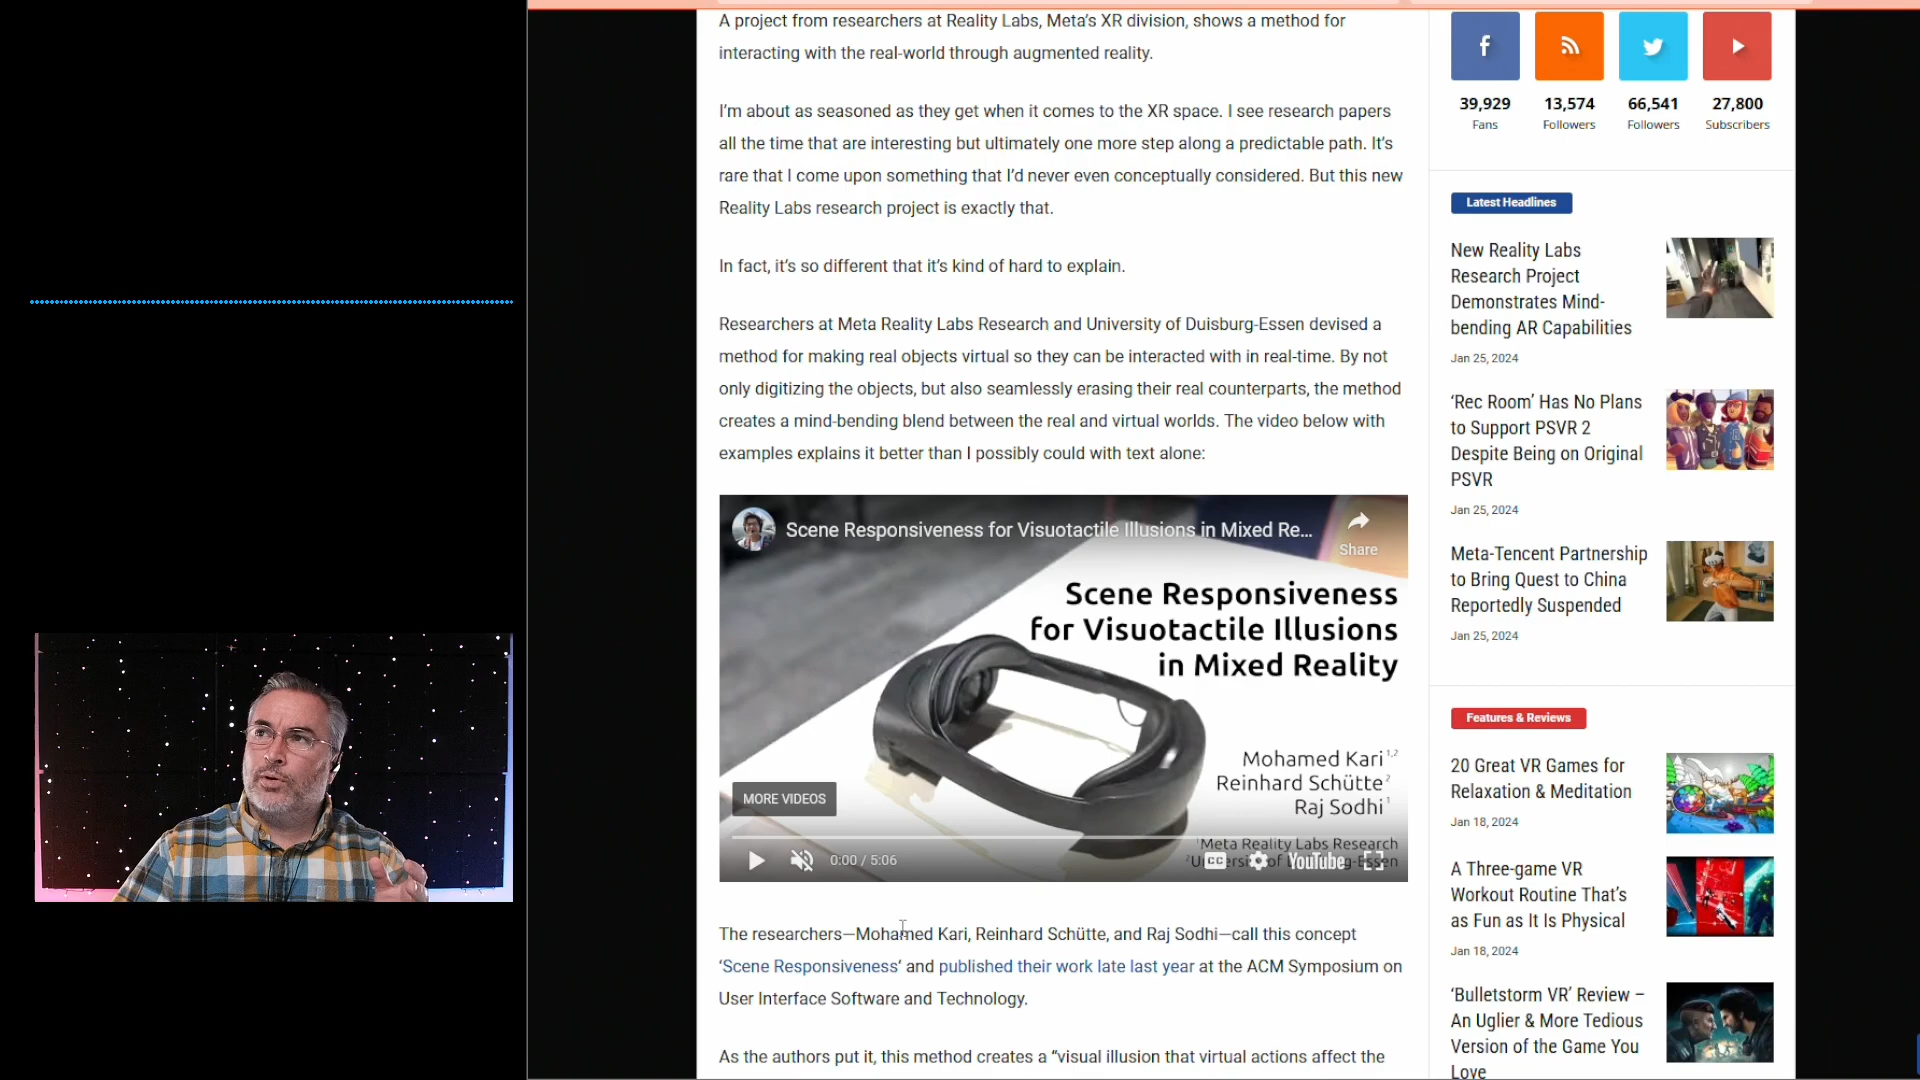 A project from researchers at Reality Labs, Meta's XR division, shows a method for
interacting with the real-world through augmented reality.
I'm about as seasoned as they get when it comes to the XR space. I see research papers
all the time that are interesting but ultimately one more step along a predictable path. It's
rare that I come upon something that I'd never even conceptually considered. But this new
Reality Labs research project is exactly that.
In fact, it's so different that it's kind of hard to explain.
Researchers at Meta Reality Labs Research and University of Duisburg-Essen devised a
method for making real objects virtual so they can be interacted with in real-time. By not
only digitizing the objects, but also seamlessly erasing their real counterparts, the method
creates a mind-bending blend between the real and virtual worlds. The video below with
examples explains it better than I possibly could with text alone:
Scene Responsiveness for Visuotactile Illusions in Mixed Re...
Share
Scene Responsiveness
for Visuotactile Illusions
in Mixed Reality
Mohamed Kari 1,2
Reinhard Schütte 2
Raj Sodhi 1
MORE VIDEOS
1 Meta Reality Labs Research
0:00 / 5:06
CC
YouTube
The researchers—Mohamed Kari, Reinhard Schütte, and Raj Sodhi—call this concept
'Scene Responsiveness' and published their work late last year at the ACM Symposium on
User Interface Software and Technology.
As the authors put it, this method creates a "visual illusion that virtual actions affect the
39,929
Fans
13,574
Followers
66,541
Followers
27,800
Subscribers
Latest Headlines
New Reality Labs
Research Project
Demonstrates Mind-
bending AR Capabilities
Jan 25, 2024
'Rec Room' Has No Plans
to Support PSVR 2
Despite Being on Original
PSVR
Jan 25, 2024
Meta-Tencent Partnership
to Bring Quest to China
Reportedly Suspended
Jan 25, 2024
Features & Reviews
20 Great VR Games for
Relaxation & Meditation
Jan 18, 2024
A Three-game VR
Workout Routine That's
as Fun as It Is Physical
Jan 18, 2024
'Bulletstorm VR' Review –
An Uglier & More Tedious
Version of the Game You
Love